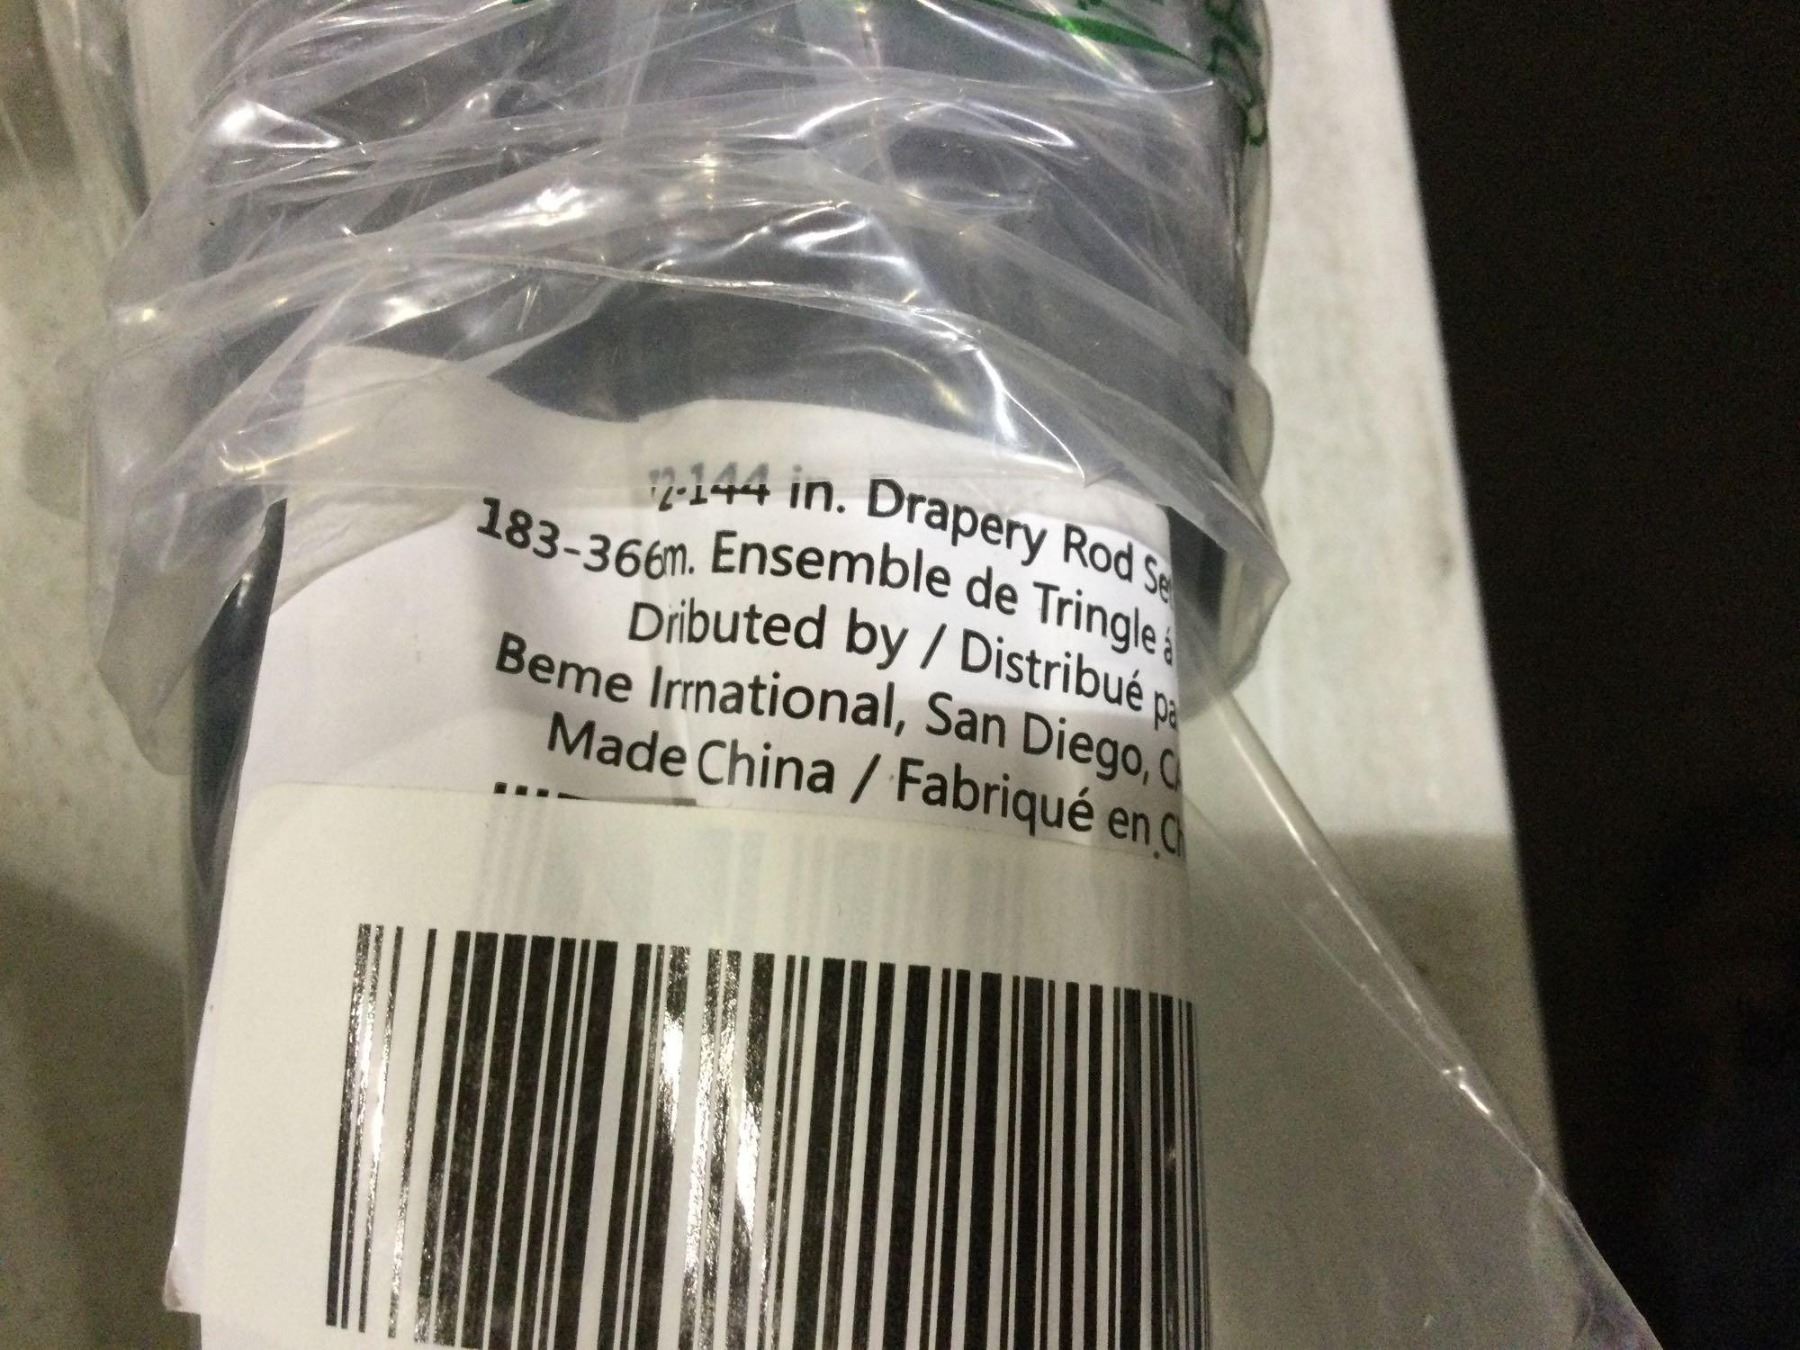 72-144 in. Drapery Rod Se
183-366m. Ensemble de Tringle á
Dributed by / Distribué pa
Beme Irrnational, San Diego, CA
Made China / Fabriqué en Ch